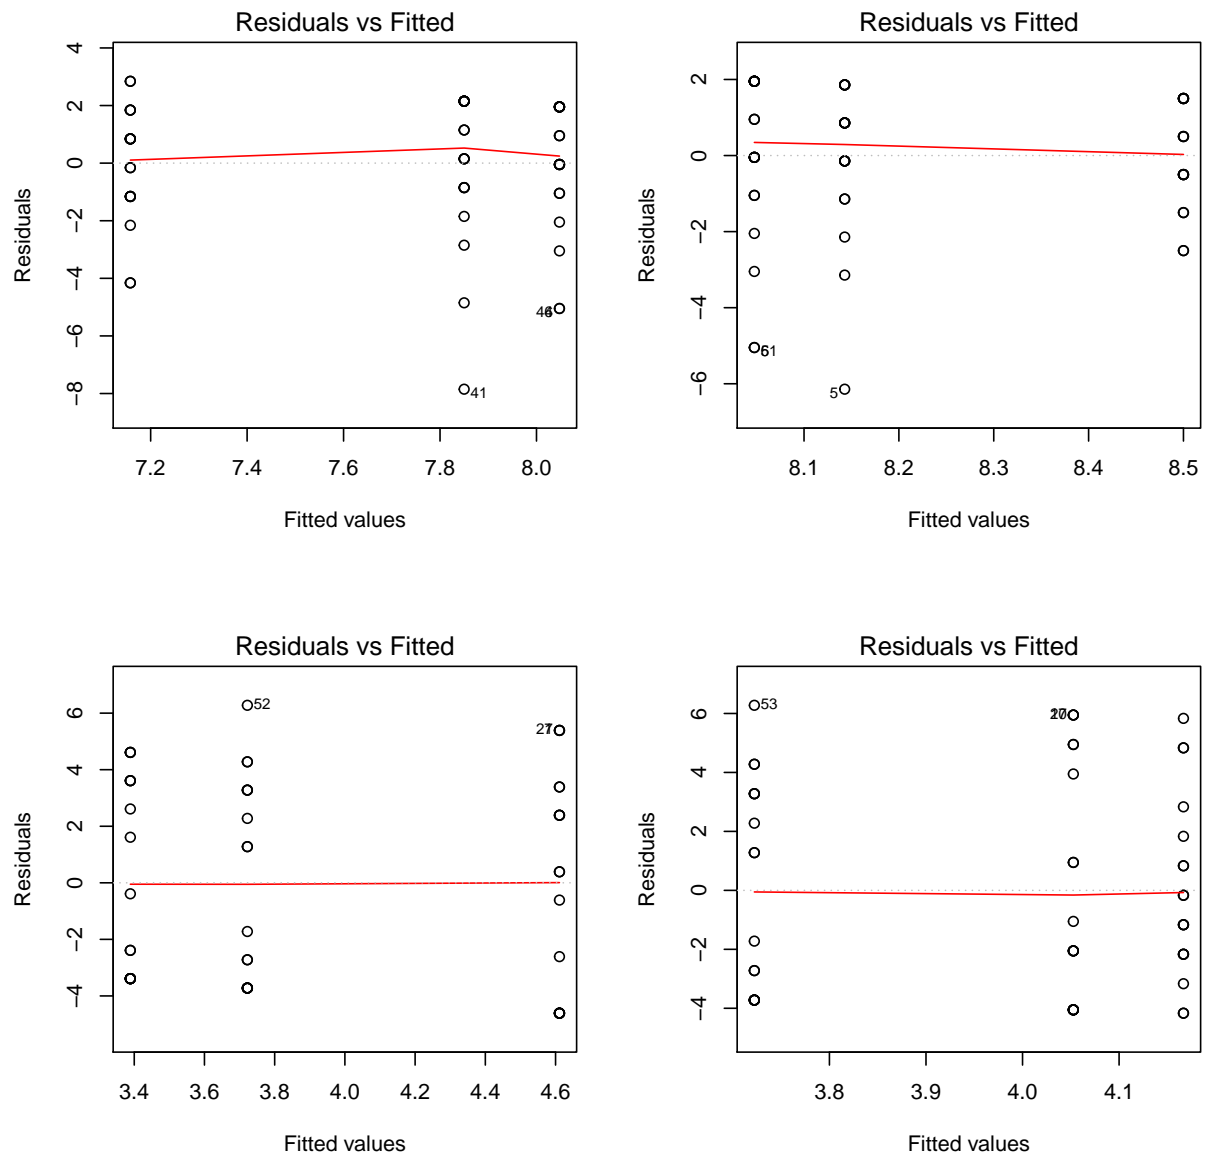 Residuals vs Fitted
4
2
0
−2
−4
−6
−8
Residuals
41
7.2 7.4 7.6 7.8 8.0
Fitted values
Residuals vs Fitted
2
0
−2
−4
−6
Residuals
5
8.1 8.2 8.3 8.4 8.5
Fitted values
Residuals vs Fitted
6
4
2
0
−2
−4
Residuals
52
3.4 3.6 3.8 4.0 4.2 4.4 4.6
Fitted values
Residuals vs Fitted
6
4
2
0
−2
−4
Residuals
53
3.8 3.9 4.0 4.1
Fitted values